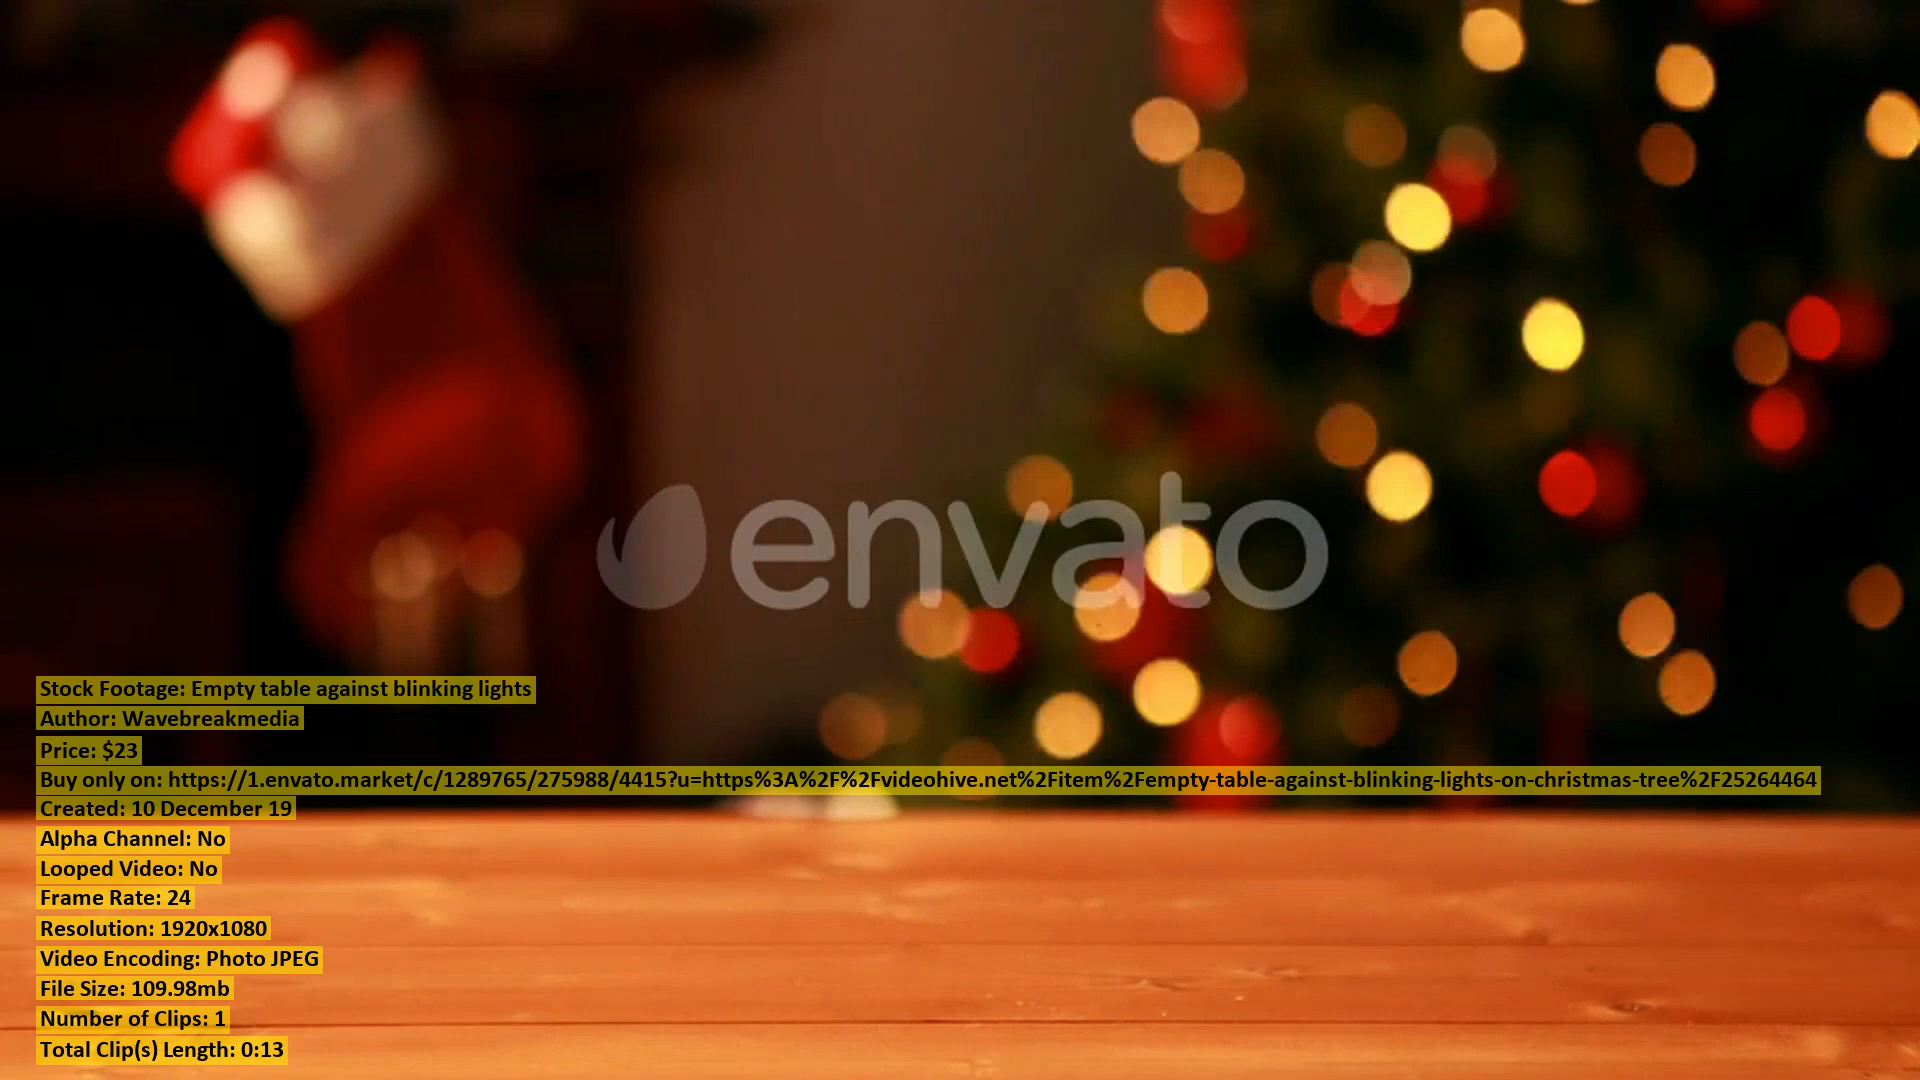 envato
Stock Footage: Empty table against blinking lights
Author: Wavebreakmedia
Price: $23
Buy only on: https://1.envato.market/c/1289765/275988/4415?u=https%3A%2F%2Fvideohive.net%2Fitem%2Fempty-table-against-blinking-lights-on-christmas-tree%2F25264464
Created: 10 December 19
Alpha Channel: No
Looped Video: No
Frame Rate: 24
Resolution: 1920x1080
Video Encoding: Photo JPEG
File Size: 109.98mb
Number of Clips: 1
Total Clip(s) Length: 0:13